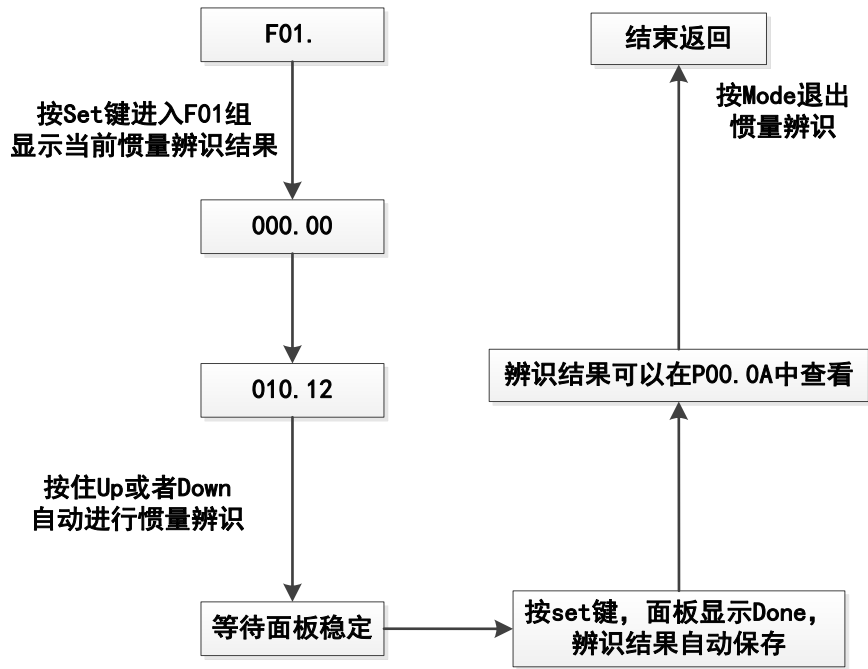 F01.
按Set键进入F01组
显示当前惯量辨识结果
000.00
010.12
按住Up或者Down
自动进行惯量辨识
等待面板稳定
按set键，面板显示Done，
辨识结果自动保存
辨识结果可以在P00.0A中查看
按Mode退出
惯量辨识
结束返回